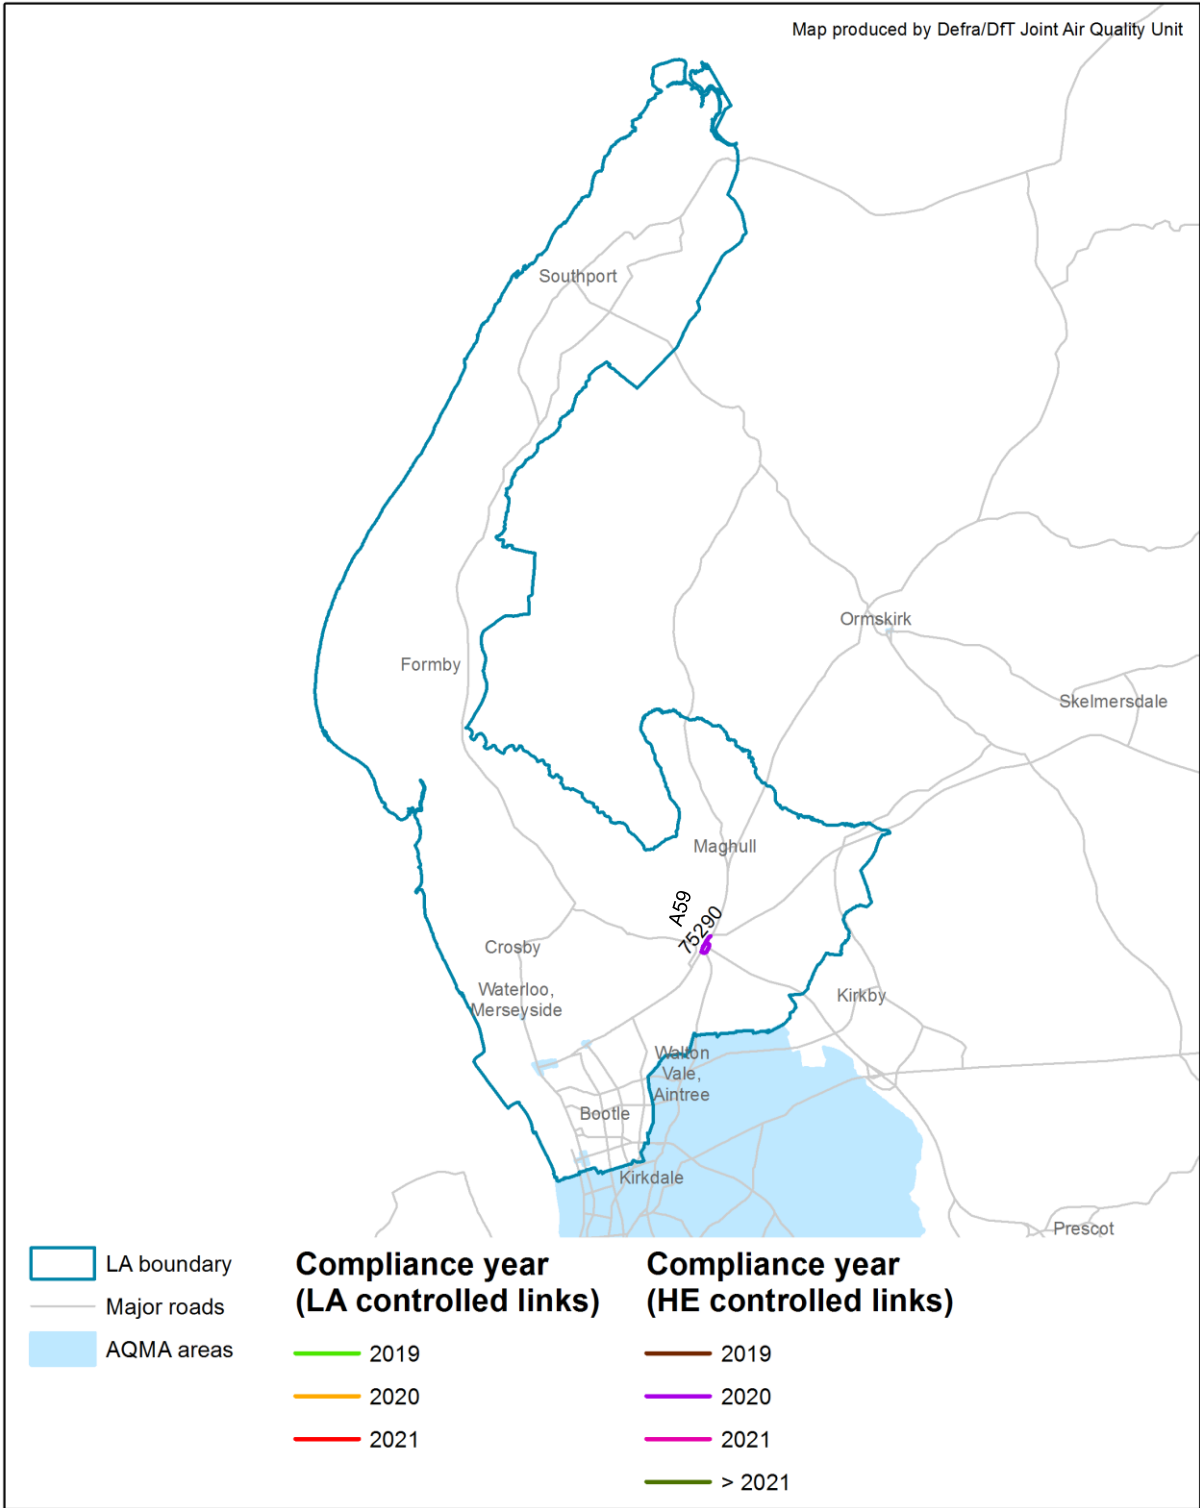 Map produced by Defra/DfT Joint Air Quality Unit
Southport
Ormskirk
Formby
Skelmersdale
Maghull
A59
75290
Crosby
Waterloo,
Merseyside
Kirkby
Walton
Vale,
Aintree
Bootle
Kirkdale
Prescot
LA boundary
Major roads
AQMA areas
Compliance year
(LA controlled links)
2019
2020
2021
Compliance year
(HE controlled links)
2019
2020
2021
> 2021